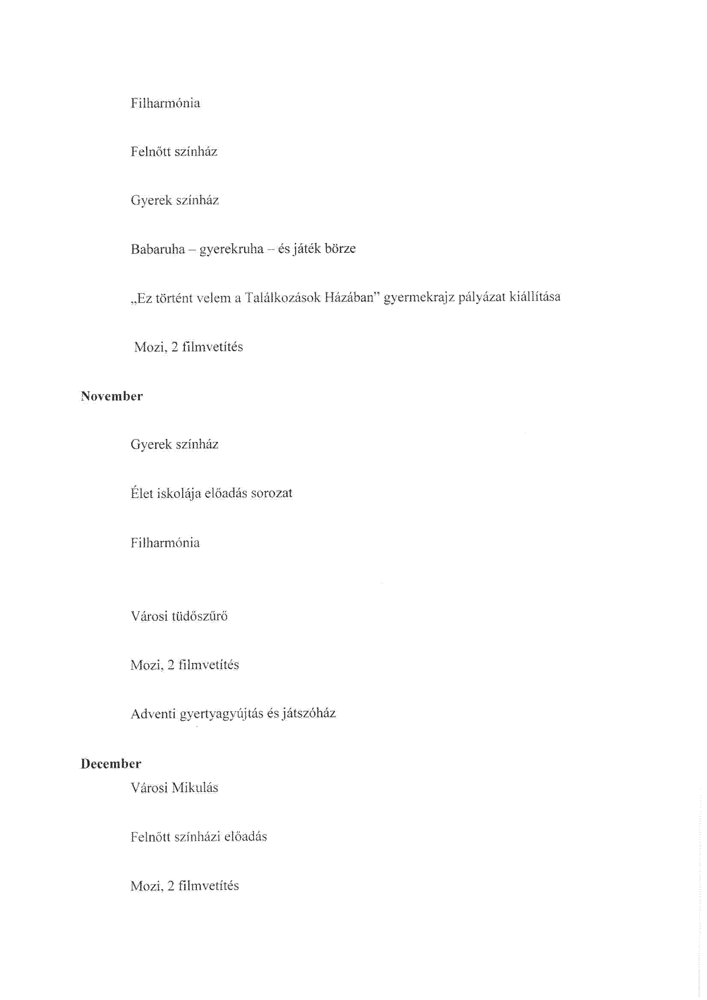 Filharmónia
Felnőtt színház
Gyerek színház
Babaruha – gyerekruha – és játék börze
„Ez történt velem a Találkozások Házában” gyermekrajz pályázat kiállítása
Mozi, 2 filmvetítés
November
Gyerek színház
Élet iskolája előadás sorozat
Filharmónia
Városi tüdőszűrő
Mozi, 2 filmvetítés
Adventi gyertyagyújtás és játszóház
December
Városi Mikulás
Felnőtt színházi előadás
Mozi, 2 filmvetítés